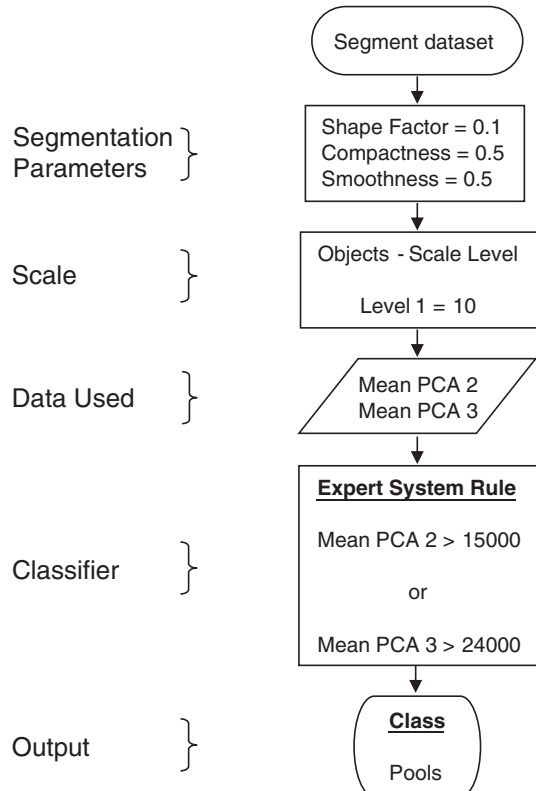 Segment dataset
Segmentation
Parameters
Shape Factor = 0.1
Compactness = 0.5
Smoothness = 0.5
Scale
Objects - Scale Level
Level 1 = 10
Data Used
Mean PCA 2
Mean PCA 3
Classifier
Expert System Rule
Mean PCA 2 > 15000
or
Mean PCA 3 > 24000
Output
Class
Pools